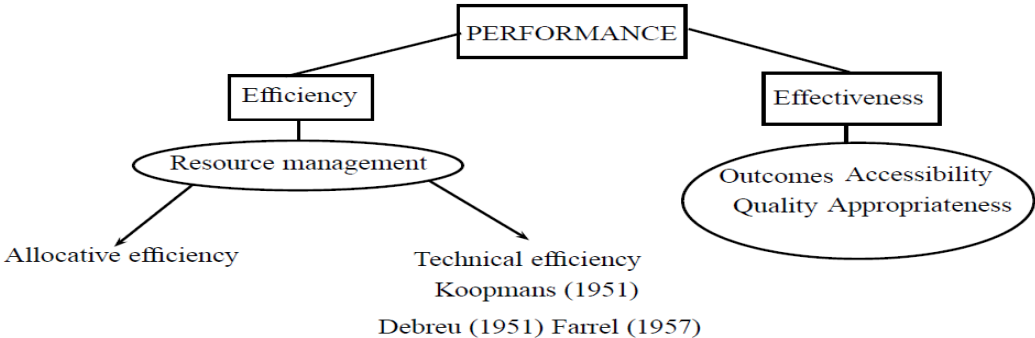 PERFORMANCE
Efficiency
Effectiveness
Resource management
Outcomes Accessibility
Quality Appropriateness
Allocative efficiency
Technical efficiency
Koopmans (1951)
Debreu (1951) Farrel (1957)